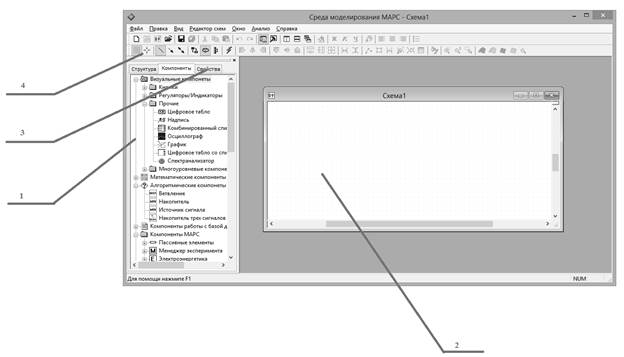 Среда моделирования МАРС - Схема1
Файл Правка Вид Редактор схем Окно Анализ Справка
4
Структура Компоненты Свойства
Визуальные компоненты
Кнопки
Регуляторы/Индикаторы
Прочие
Цифровое табло
Надпись
Комбинированный спи
Осциллограф
График
Цифровое табло со спи
Спектранализатор
Многоуровневые компоне
Математические компоненты
Алгоритмические компоненты
Ветвление
Накопитель
Источник сигнала
Накопитель трех сигналов
Компоненты работы с базой д
Компоненты МАРС
Пассивные элементы
Менеджер эксперимента
Электроэнергетика
Схема1
3
1
2
Для помощи нажмите F1
NUM